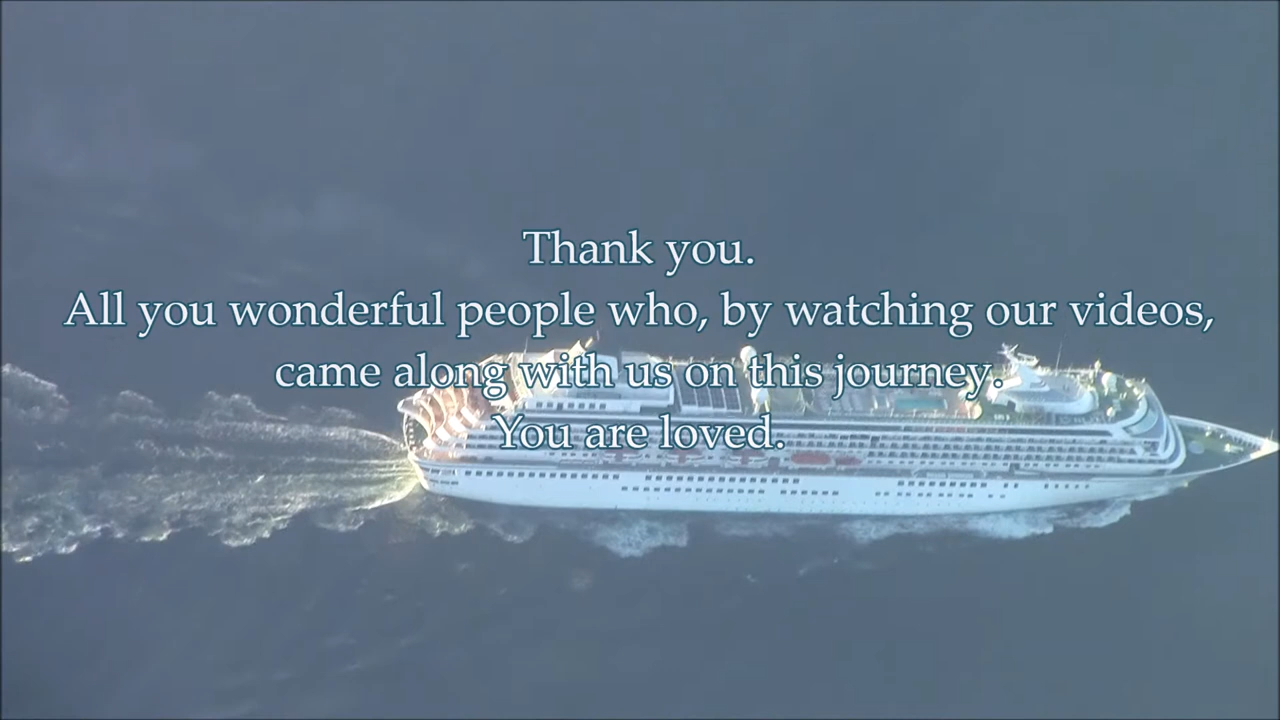 Thank you.
All you wonderful people who, by watching our videos,
came along with us on this journey.
You are loved.